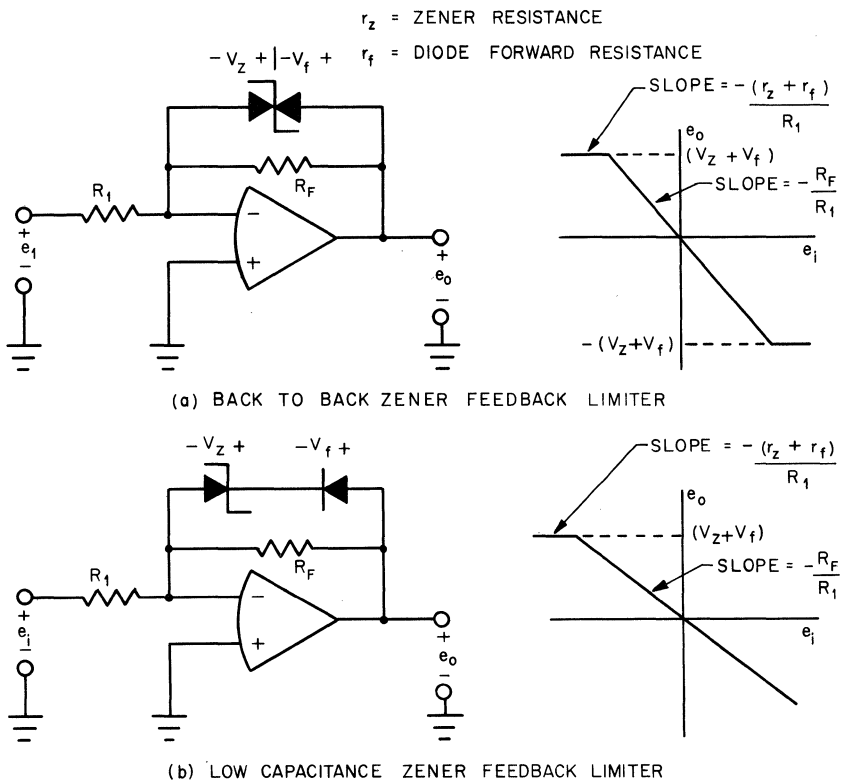 r_z = ZENER RESISTANCE
- V_z + | - V_f + r_f = DIODE FORWARD RESISTANCE
SLOPE = - (r_z + r_f) / R_1
e_o
(V_z + V_f)
R_F
SLOPE = - R_F / R_1
R_1
-
+
e_1
-
+
+
e_o
-
e_i
- (V_z + V_f)
(a) BACK TO BACK ZENER FEEDBACK LIMITER
- V_z + - V_f +
SLOPE = - (r_z + r_f) / R_1
e_o
(V_z + V_f)
R_F
SLOPE = - R_F / R_1
R_1
-
+
e_i
-
+
+
e_o
-
e_i
(b) LOW CAPACITANCE ZENER FEEDBACK LIMITER